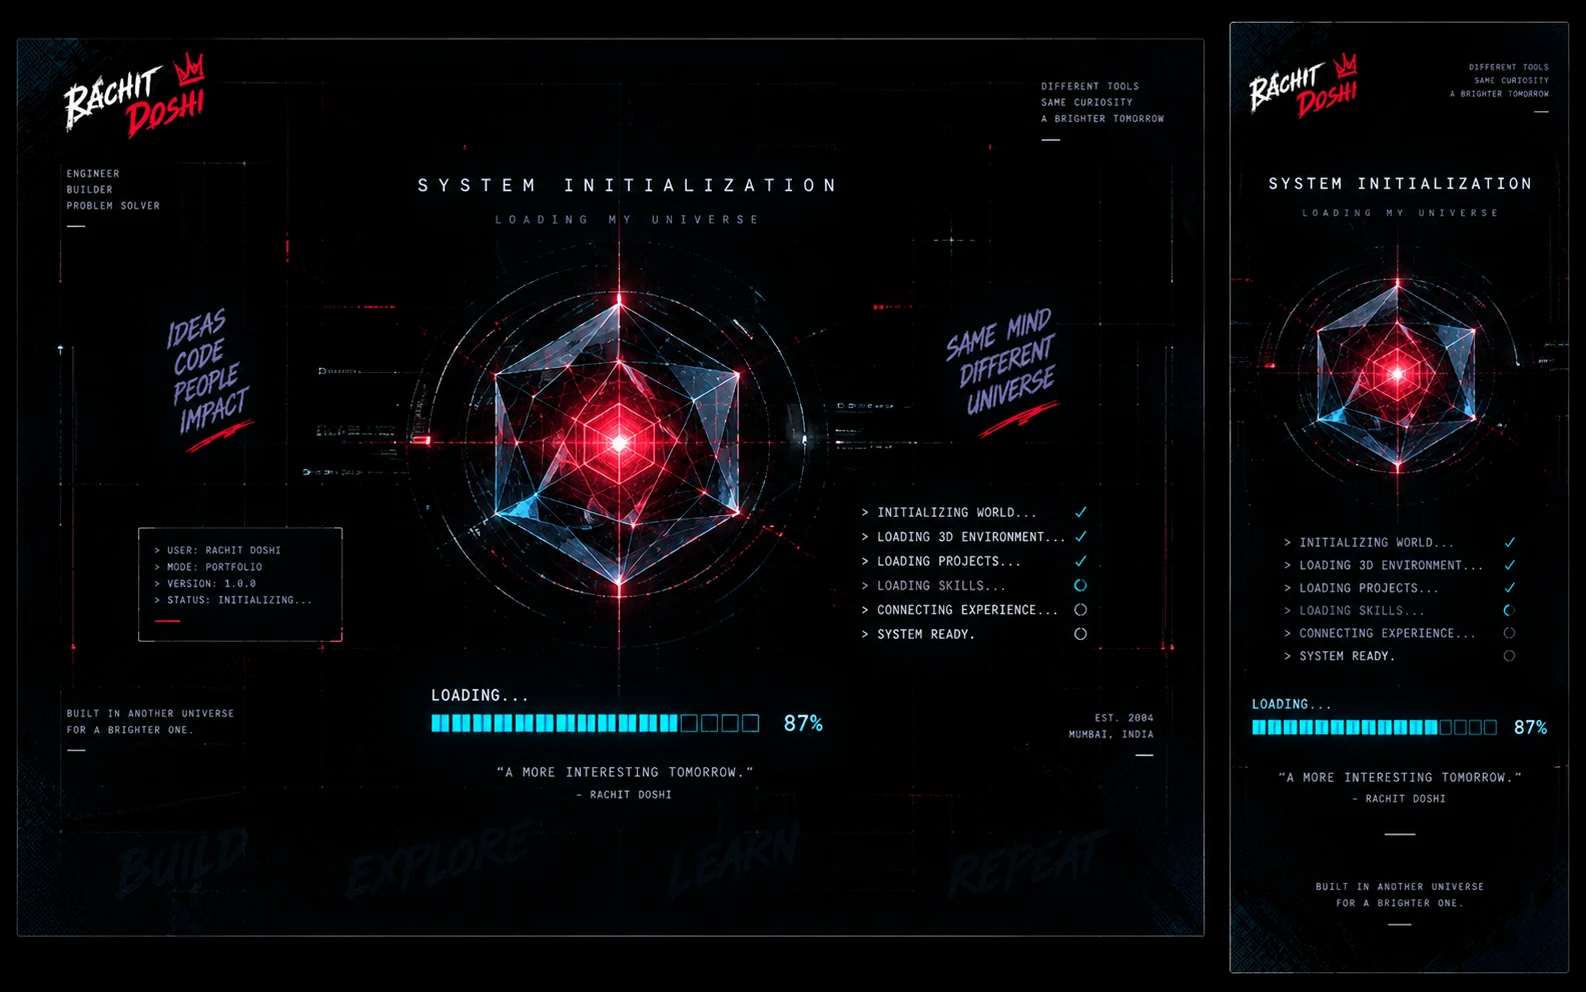 RACHIT
DOSHI
DIFFERENT TOOLS
SAME CURIOSITY
A BRIGHTER TOMORROW
ENGINEER
BUILDER
PROBLEM SOLVER
SYSTEM INITIALIZATION
LOADING MY UNIVERSE
IDEAS
CODE
PEOPLE
IMPACT
SAME MIND
DIFFERENT
UNIVERSE
> USER: RACHIT DOSHI
> MODE: PORTFOLIO
> VERSION: 1.0.0
> STATUS: INITIALIZING...
> INITIALIZING WORLD...
> LOADING 3D ENVIRONMENT...
> LOADING PROJECTS...
> LOADING SKILLS...
> CONNECTING EXPERIENCE...
> SYSTEM READY.
BUILT IN ANOTHER UNIVERSE
FOR A BRIGHTER ONE.
LOADING...
87%
EST. 2004
MUMBAI, INDIA
“A MORE INTERESTING TOMORROW.”
– RACHIT DOSHI
BUILD
EXPLORE
LEARN
REPEAT
RACHIT
DOSHI
DIFFERENT TOOLS
SAME CURIOSITY
A BRIGHTER TOMORROW
SYSTEM INITIALIZATION
LOADING MY UNIVERSE
> INITIALIZING WORLD...
> LOADING 3D ENVIRONMENT...
> LOADING PROJECTS...
> LOADING SKILLS...
> CONNECTING EXPERIENCE...
> SYSTEM READY.
LOADING...
87%
“A MORE INTERESTING TOMORROW.”
– RACHIT DOSHI
BUILT IN ANOTHER UNIVERSE
FOR A BRIGHTER ONE.